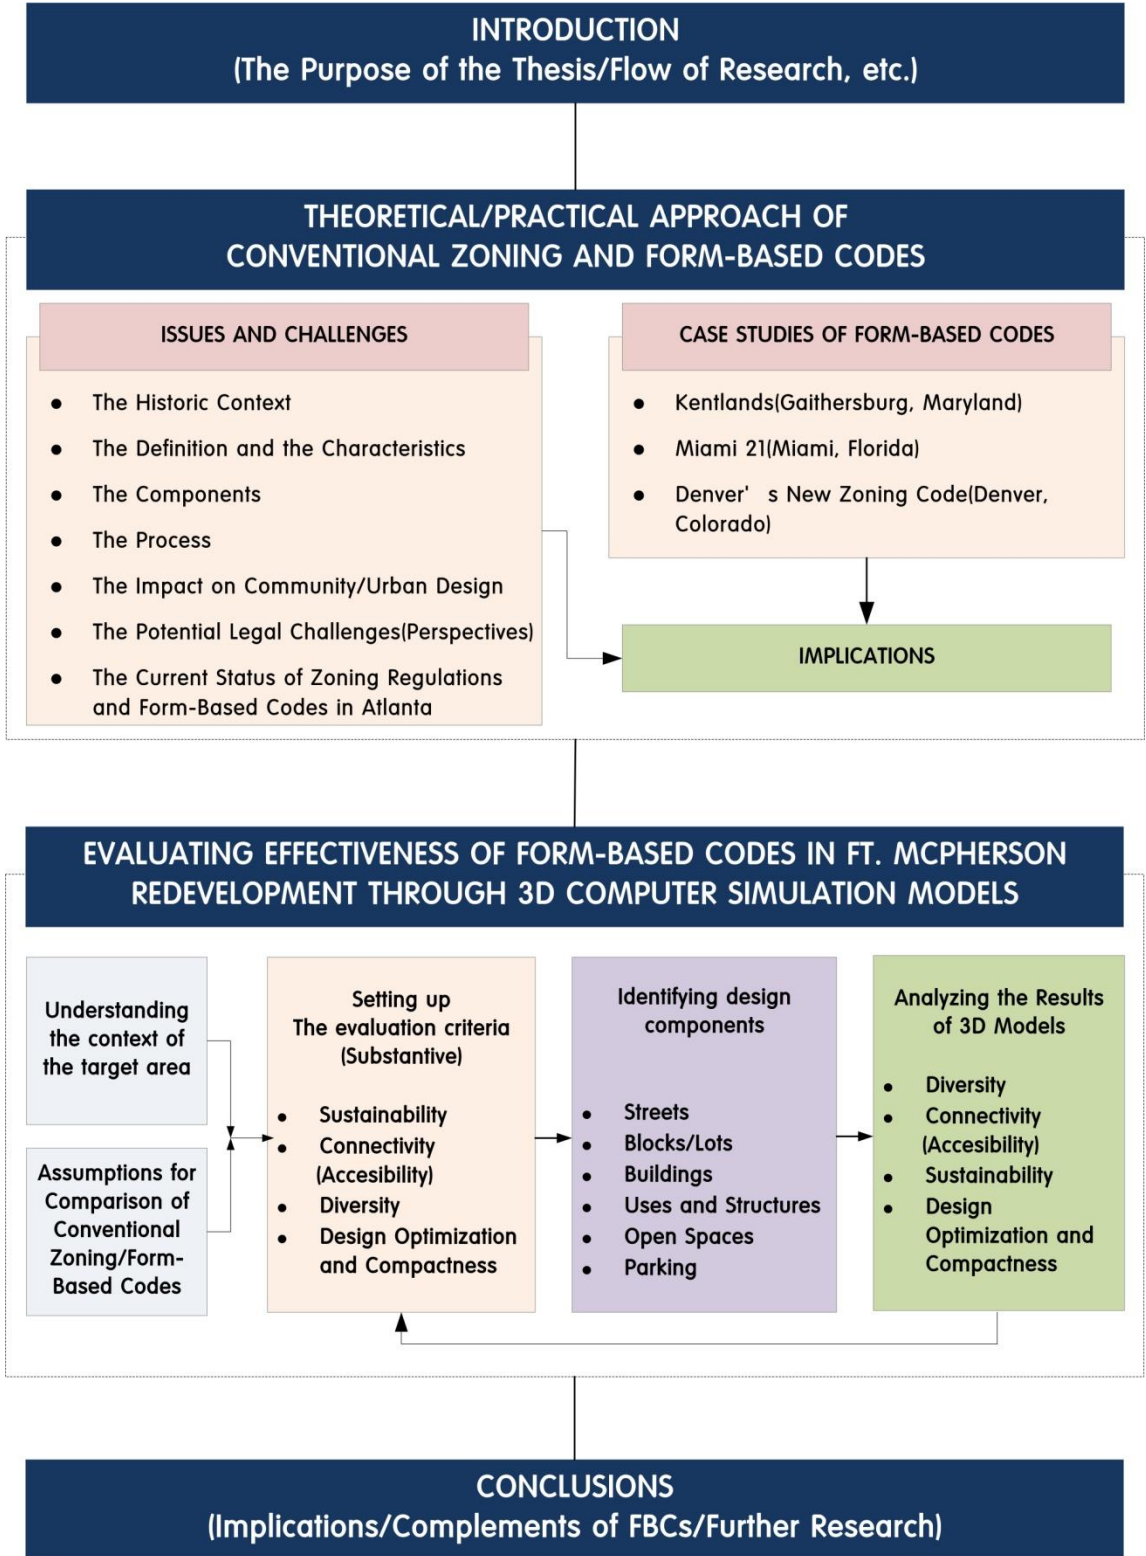 INTRODUCTION
(The Purpose of the Thesis/Flow of Research, etc.)
THEORETICAL/PRACTICAL APPROACH OF
CONVENTIONAL ZONING AND FORM-BASED CODES
ISSUES AND CHALLENGES
● The Historic Context
● The Definition and the Characteristics
● The Components
● The Process
● The Impact on Community/Urban Design
● The Potential Legal Challenges(Perspectives)
● The Current Status of Zoning Regulations
and Form-Based Codes in Atlanta
CASE STUDIES OF FORM-BASED CODES
● Kentlands(Gaithersburg, Maryland)
● Miami 21(Miami, Florida)
● Denver' s New Zoning Code(Denver,
Colorado)
IMPLICATIONS
EVALUATING EFFECTIVENESS OF FORM-BASED CODES IN FT. MCPHERSON
REDEVELOPMENT THROUGH 3D COMPUTER SIMULATION MODELS
Understanding
the context of
the target area
Assumptions for
Comparison of
Conventional
Zoning/Form-
Based Codes
Setting up
The evaluation criteria
(Substantive)
● Sustainability
● Connectivity
(Accesibility)
● Diversity
● Design Optimization
and Compactness
Identifying design
components
● Streets
● Blocks/Lots
● Buildings
● Uses and Structures
● Open Spaces
● Parking
Analyzing the Results
of 3D Models
● Diversity
● Connectivity
(Accesibility)
● Sustainability
● Design
Optimization and
Compactness
CONCLUSIONS
(Implications/Complements of FBCs/Further Research)